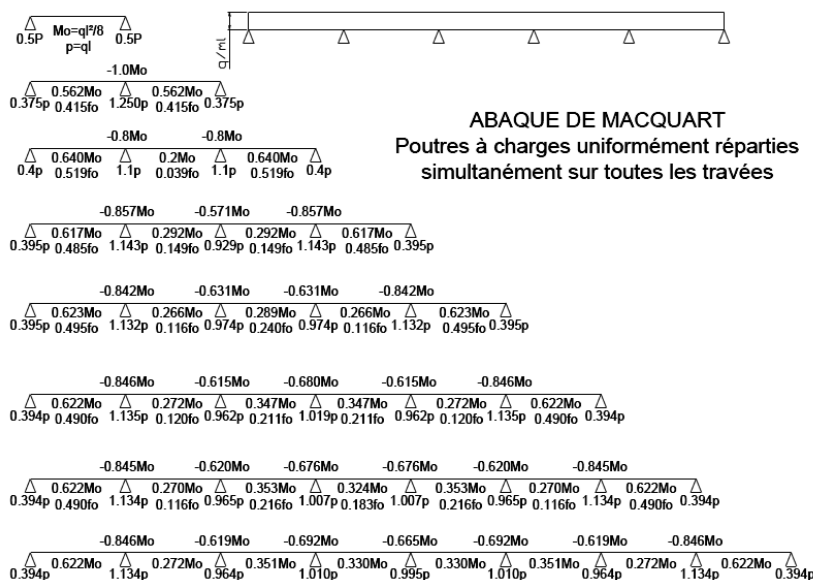 Mo=ql²/8
0.5P p=ql 0.5P
q/ml
-1.0Mo
0.562Mo 0.562Mo
0.375p 0.415fo 1.250p 0.415fo 0.375p
ABAQUE DE MACQUART
Poutres à charges uniformément réparties
simultanément sur toutes les travées
-0.8Mo -0.8Mo
0.640Mo 0.2Mo 0.640Mo
0.4p 0.519fo 1.1p 0.039fo 1.1p 0.519fo 0.4p
-0.857Mo -0.571Mo -0.857Mo
0.617Mo 0.292Mo 0.292Mo 0.617Mo
0.395p 0.485fo 1.143p 0.149fo 0.929p 0.149fo 1.143p 0.485fo 0.395p
-0.842Mo -0.631Mo -0.631Mo -0.842Mo
0.623Mo 0.266Mo 0.289Mo 0.266Mo 0.623Mo
0.395p 0.495fo 1.132p 0.116fo 0.974p 0.240fo 0.974p 0.116fo 1.132p 0.495fo 0.395p
-0.846Mo -0.615Mo -0.680Mo -0.615Mo -0.846Mo
0.622Mo 0.272Mo 0.347Mo 0.347Mo 0.272Mo 0.622Mo
0.394p 0.490fo 1.135p 0.120fo 0.962p 0.211fo 1.019p 0.211fo 0.962p 0.120fo 1.135p 0.490fo 0.394p
-0.845Mo -0.620Mo -0.676Mo -0.676Mo -0.620Mo -0.845Mo
0.622Mo 0.270Mo 0.353Mo 0.324Mo 0.353Mo 0.270Mo 0.622Mo
0.394p 0.490fo 1.134p 0.116fo 0.965p 0.216fo 1.007p 0.183fo 1.007p 0.216fo 0.965p 0.116fo 1.134p 0.490fo 0.394p
-0.846Mo -0.619Mo -0.692Mo -0.665Mo -0.692Mo -0.619Mo -0.846Mo
0.622Mo 0.272Mo 0.351Mo 0.330Mo 0.330Mo 0.351Mo 0.272Mo 0.622Mo
0.394p 1.134p 0.964p 1.010p 0.995p 1.010p 0.964p 1.134p 0.394p